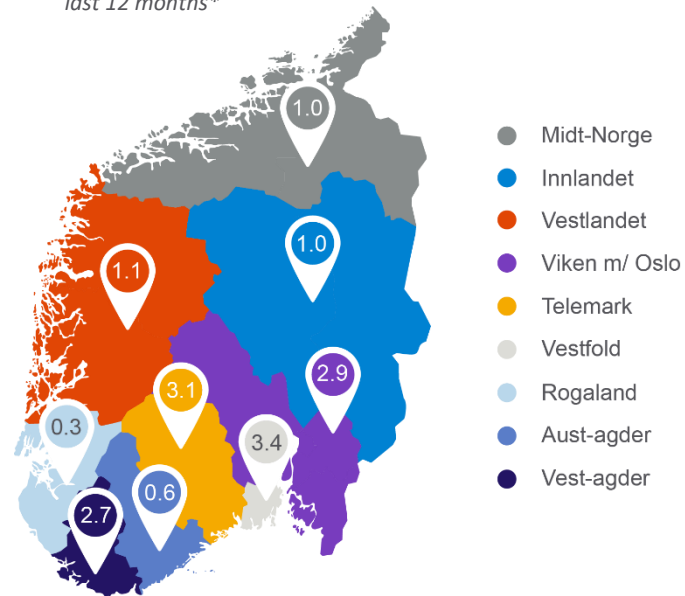 last 12 months*
1.0
1.0
1.1
2.9
3.1
0.3
3.4
0.6
2.7
Midt-Norge
Innlandet
Vestlandet
Viken m/ Oslo
Telemark
Vestfold
Rogaland
Aust-agder
Vest-agder